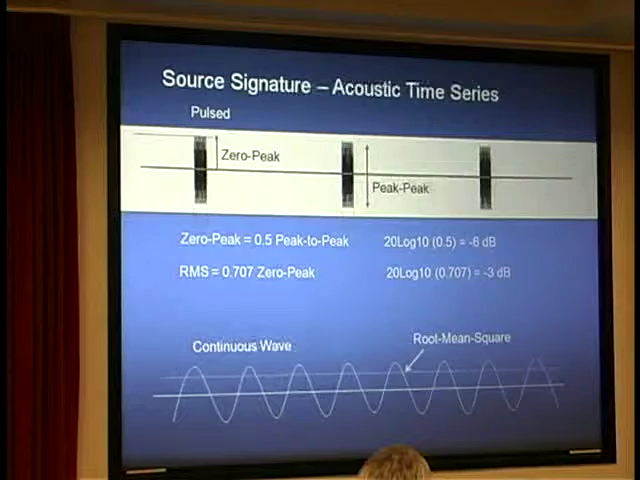 Source Signature – Acoustic Time Series
Pulsed
Zero-Peak
Peak-Peak
Zero-Peak = 0.5 Peak-to-Peak 20Log10 (0.5) = -6 dB
RMS = 0.707 Zero-Peak 20Log10 (0.707) = -3 dB
Root-Mean-Square
Continuous Wave